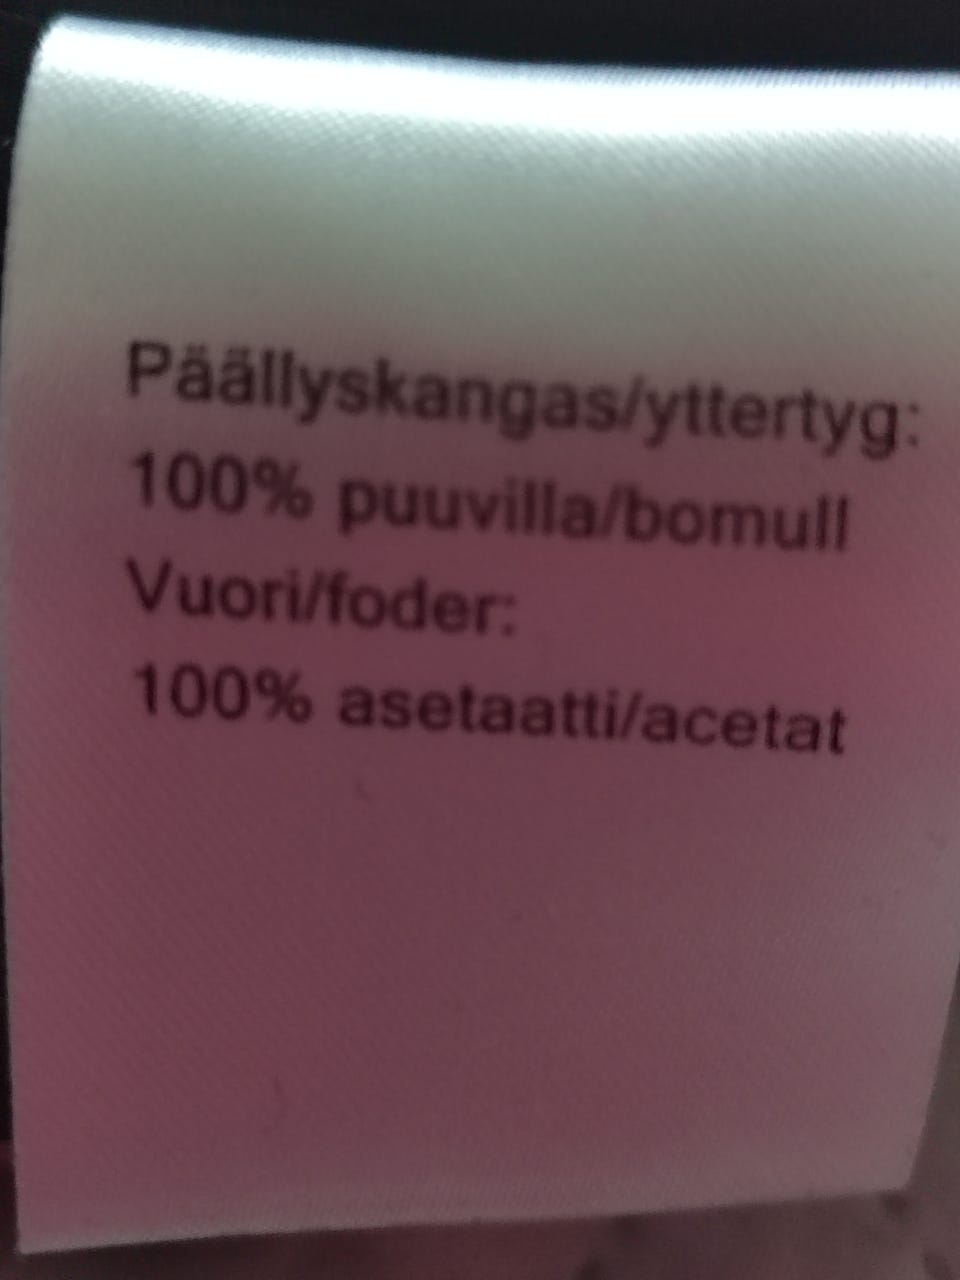 Päällyskangas/yttertyg:
100% puuvilla/bomull
Vuori/foder:
100% asetaatti/acetat